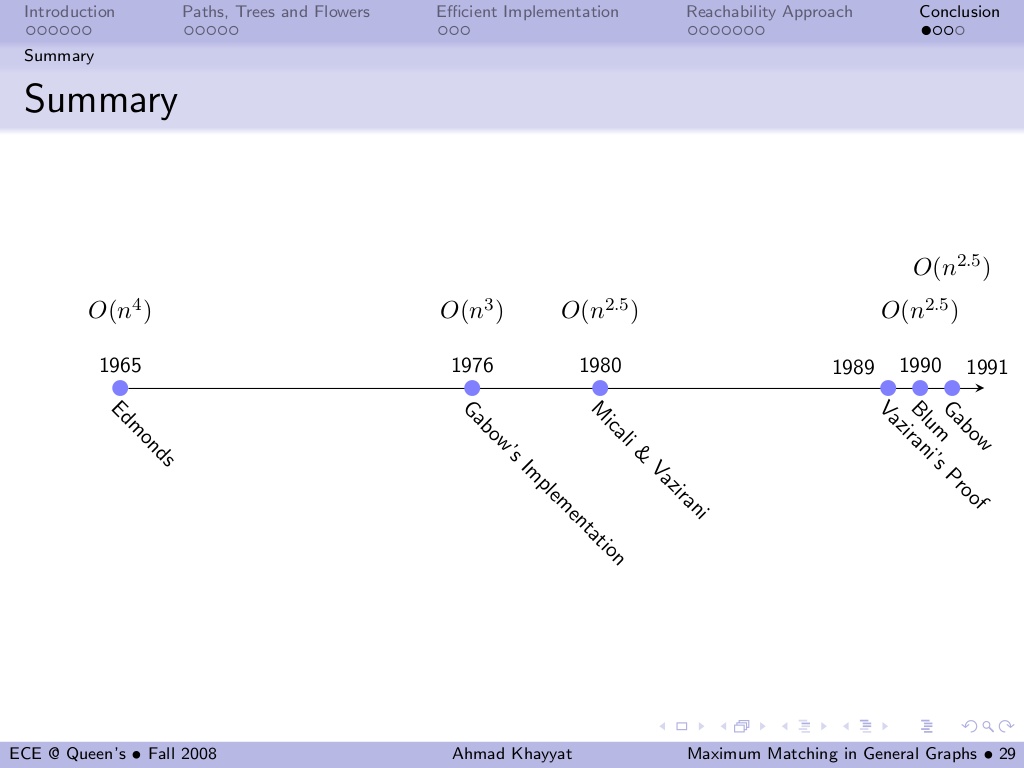 Introduction Paths, Trees and Flowers Efficient Implementation Reachability Approach Conclusion
Summary
Summary
O(n^2.5)
O(n^4) O(n^3) O(n^2.5) O(n^2.5)
1965 1976 1980 1989 1990 1991
Edmonds
Gabow's Implementation
Micali & Vazirani
Vazirani's Proof
Blum
Gabow
ECE @ Queen's • Fall 2008 Ahmad Khayyat Maximum Matching in General Graphs • 29